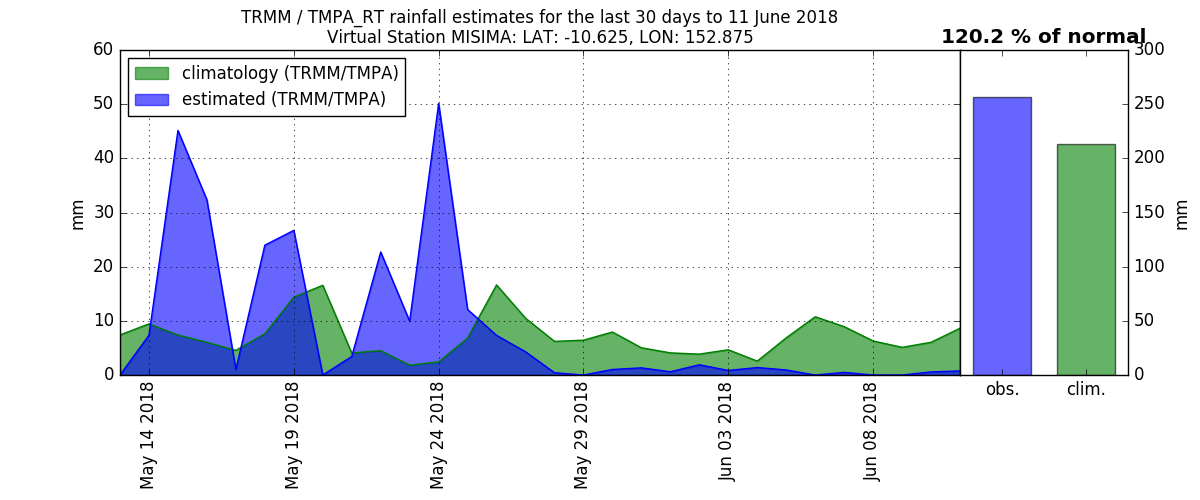 TRMM / TMPA_RT rainfall estimates for the last 30 days to 11 June 2018
Virtual Station MISIMA: LAT: -10.625, LON: 152.875
120.2 % of normal
climatology (TRMM/TMPA)
estimated (TRMM/TMPA)
60
50
40
30
20
10
0
mm
May 14 2018
May 19 2018
May 24 2018
May 29 2018
Jun 03 2018
Jun 08 2018
300
250
200
150
100
50
0
mm
obs.
clim.